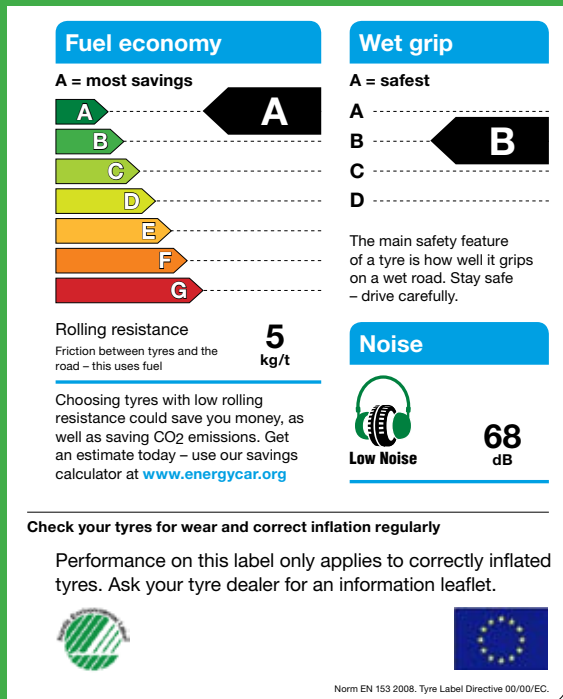 Fuel economy
A = most savings
A
A
B
C
D
E
F
G
Rolling resistance
Friction between tyres and the
road – this uses fuel
5
kg/t
Choosing tyres with low rolling
resistance could save you money, as
well as saving CO2 emissions. Get
an estimate today – use our savings
calculator at www.energycar.org
Wet grip
A = safest
A
B
B
C
D
The main safety feature
of a tyre is how well it grips
on a wet road. Stay safe
– drive carefully.
Noise
Low Noise
68
dB
Check your tyres for wear and correct inflation regularly
Performance on this label only applies to correctly inflated
tyres. Ask your tyre dealer for an information leaflet.
Norm EN 153 2008. Tyre Label Directive 00/00/EC.